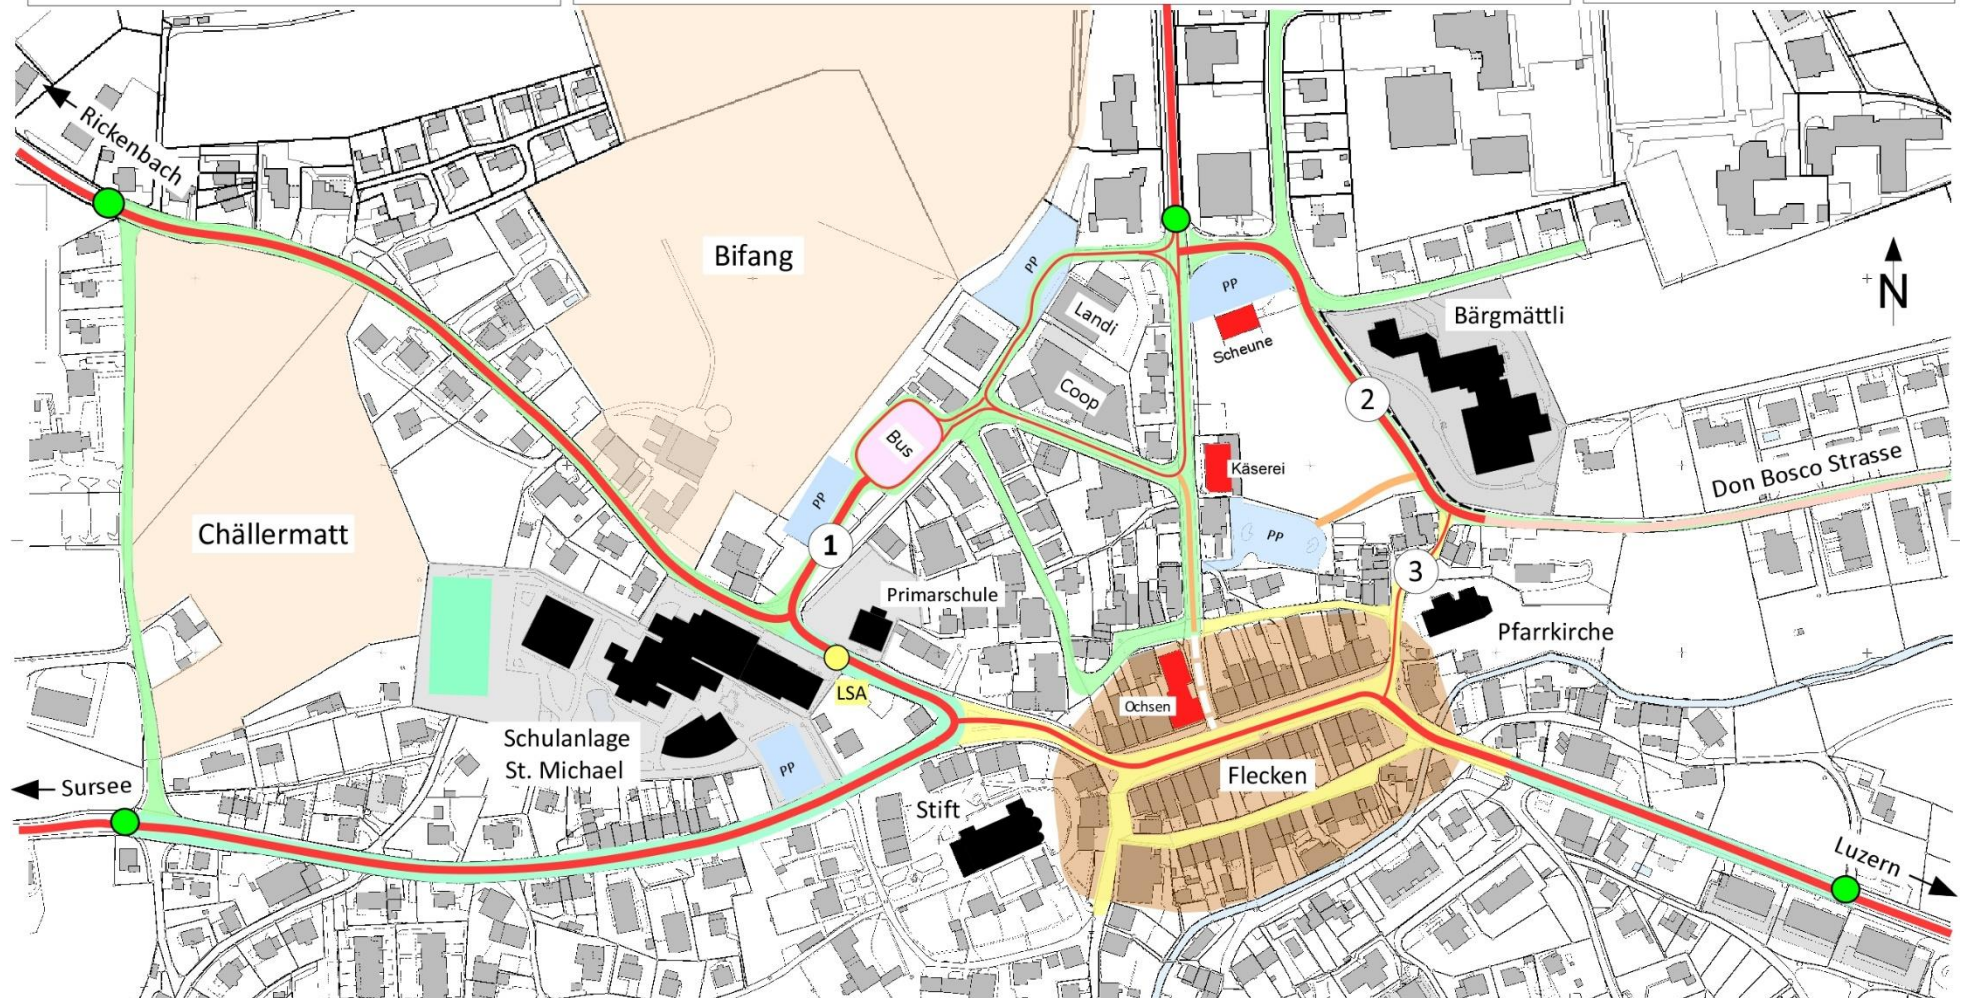 Rickenbach
Bifang
PP
PP
Landi
Scheune
Bärgmättli
N
Coop
2
Bus
Käserei
Don Bosco Strasse
Chällermatt
PP
1
PP
3
Primarschule
Pfarrkirche
LSA
Ochsen
Schulanlage
St. Michael
PP
Flecken
Sursee
Stift
Luzern